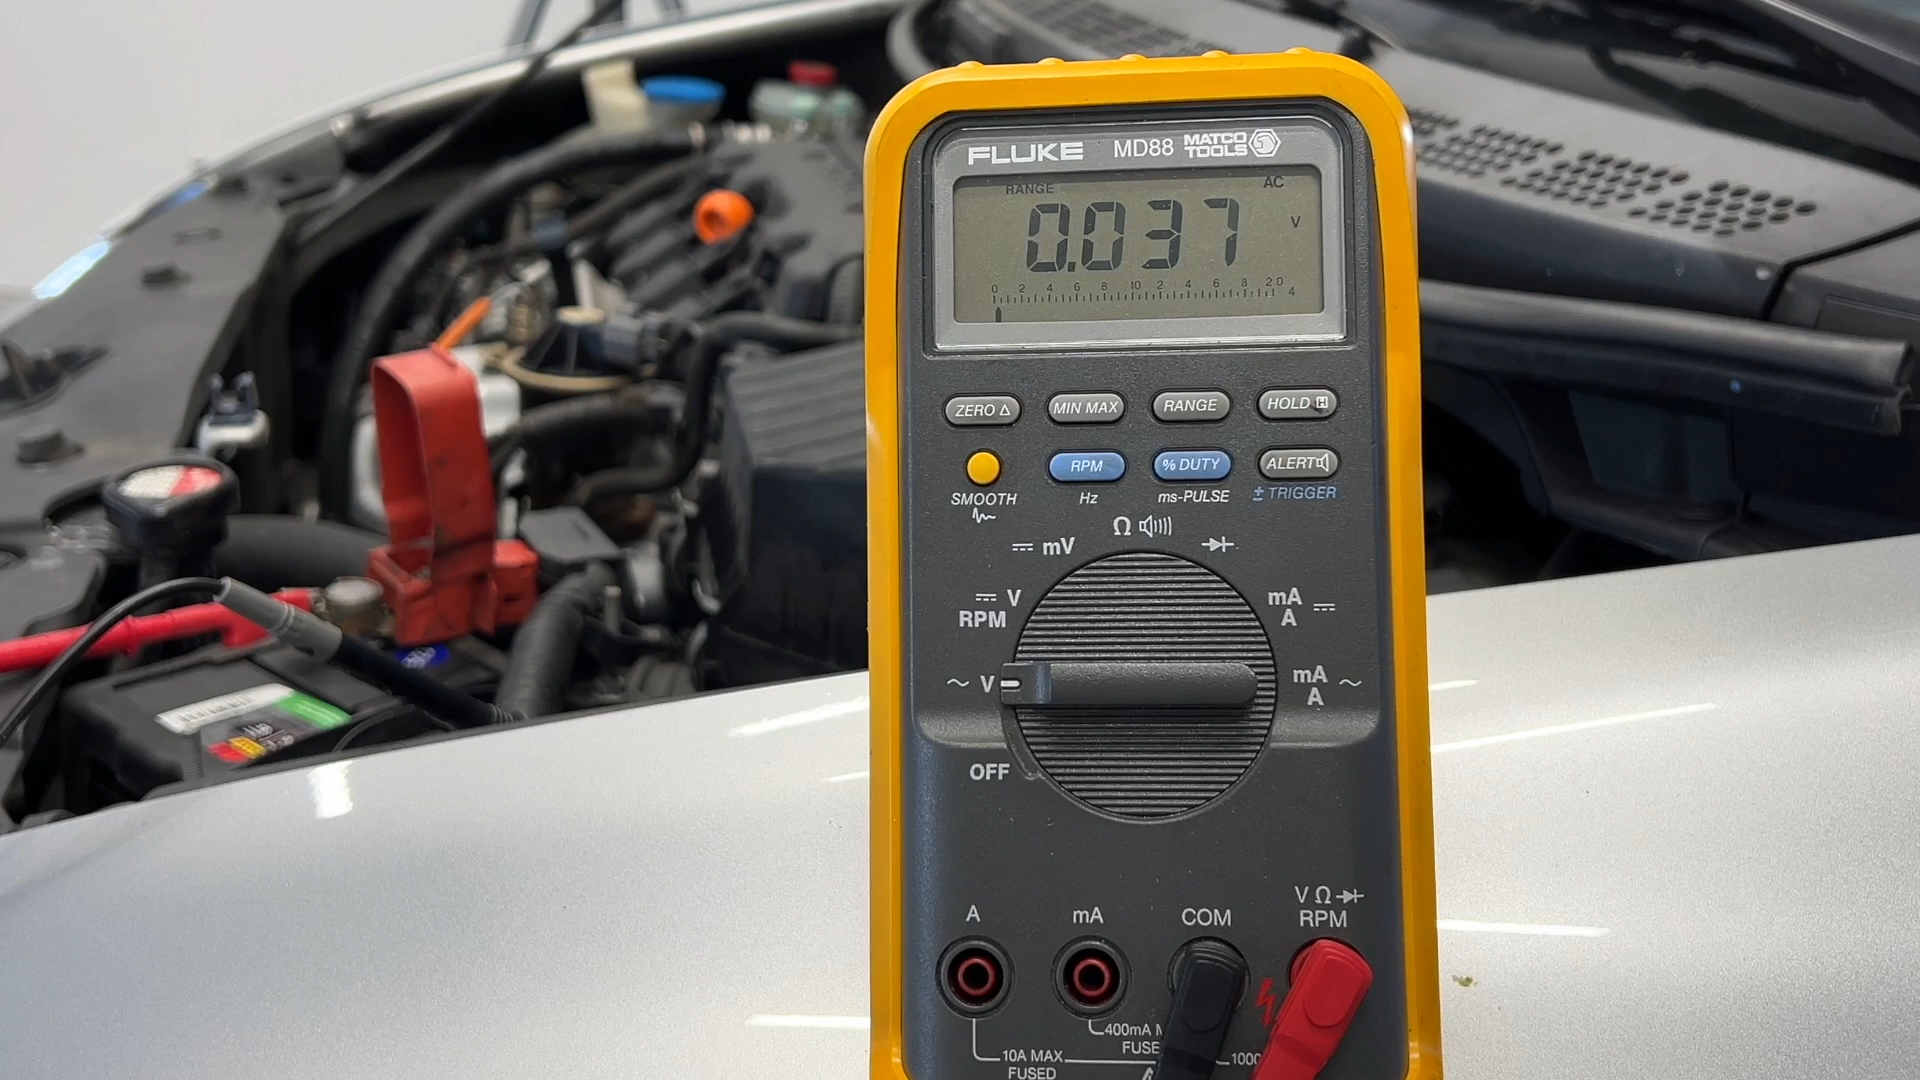 FLUKE MD88 MATCO TOOLS
RANGE AC
0.037 V
0 2 4 6 8 10 2 4 6 8 20
4
ZERO Δ MIN MAX RANGE HOLD H
RPM % DUTY ALERT
SMOOTH Hz ms-PULSE ± TRIGGER
Ω
⎓ mV
⎓ V mA ⎓
RPM A
~ V mA ~
A
OFF
V Ω
A mA COM RPM
400mA
FUSE
10A MAX
FUSED